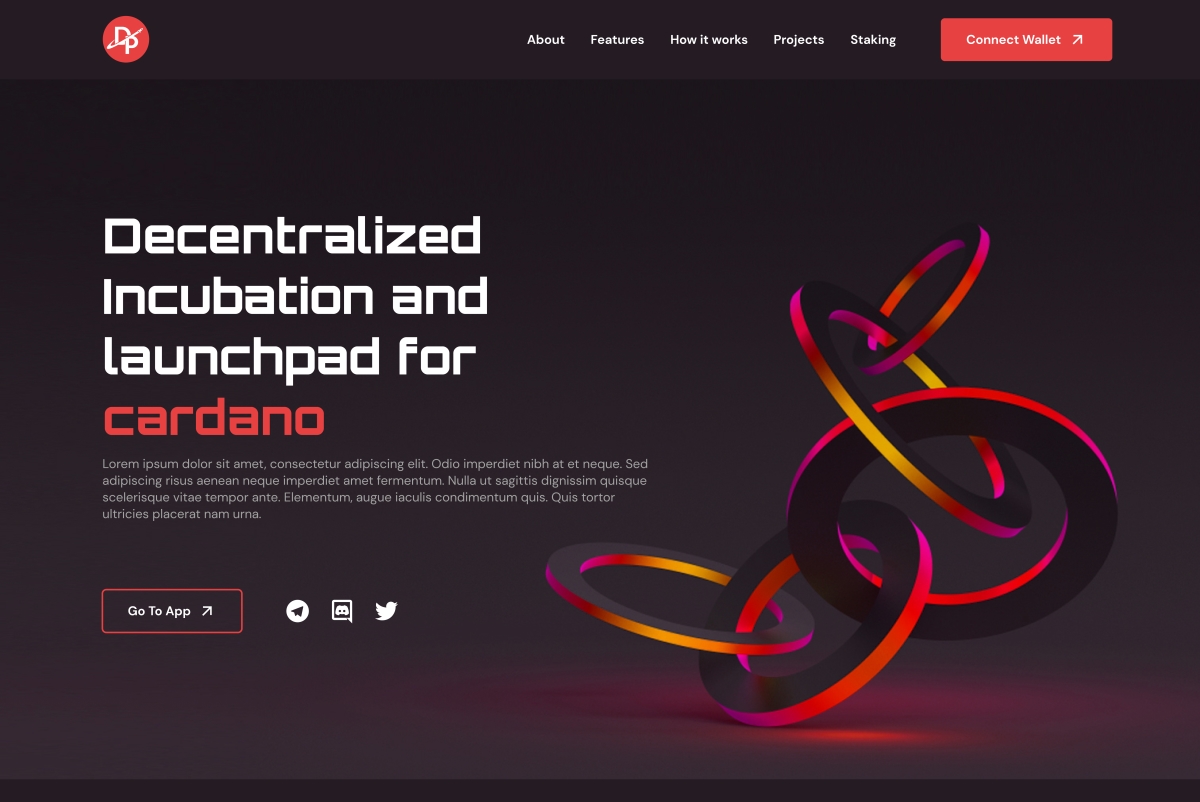 DP
About Features How it works Projects Staking Connect Wallet
Decentralized
Incubation and
launchpad for
cardano
Lorem ipsum dolor sit amet, consectetur adipiscing elit. Odio imperdiet nibh at et neque. Sed
adipiscing risus aenean neque imperdiet amet fermentum. Nulla ut sagittis dignissim quisque
scelerisque vitae tempor ante. Elementum, augue iaculis condimentum quis. Quis tortor
ultricies placerat nam urna.
Go To App